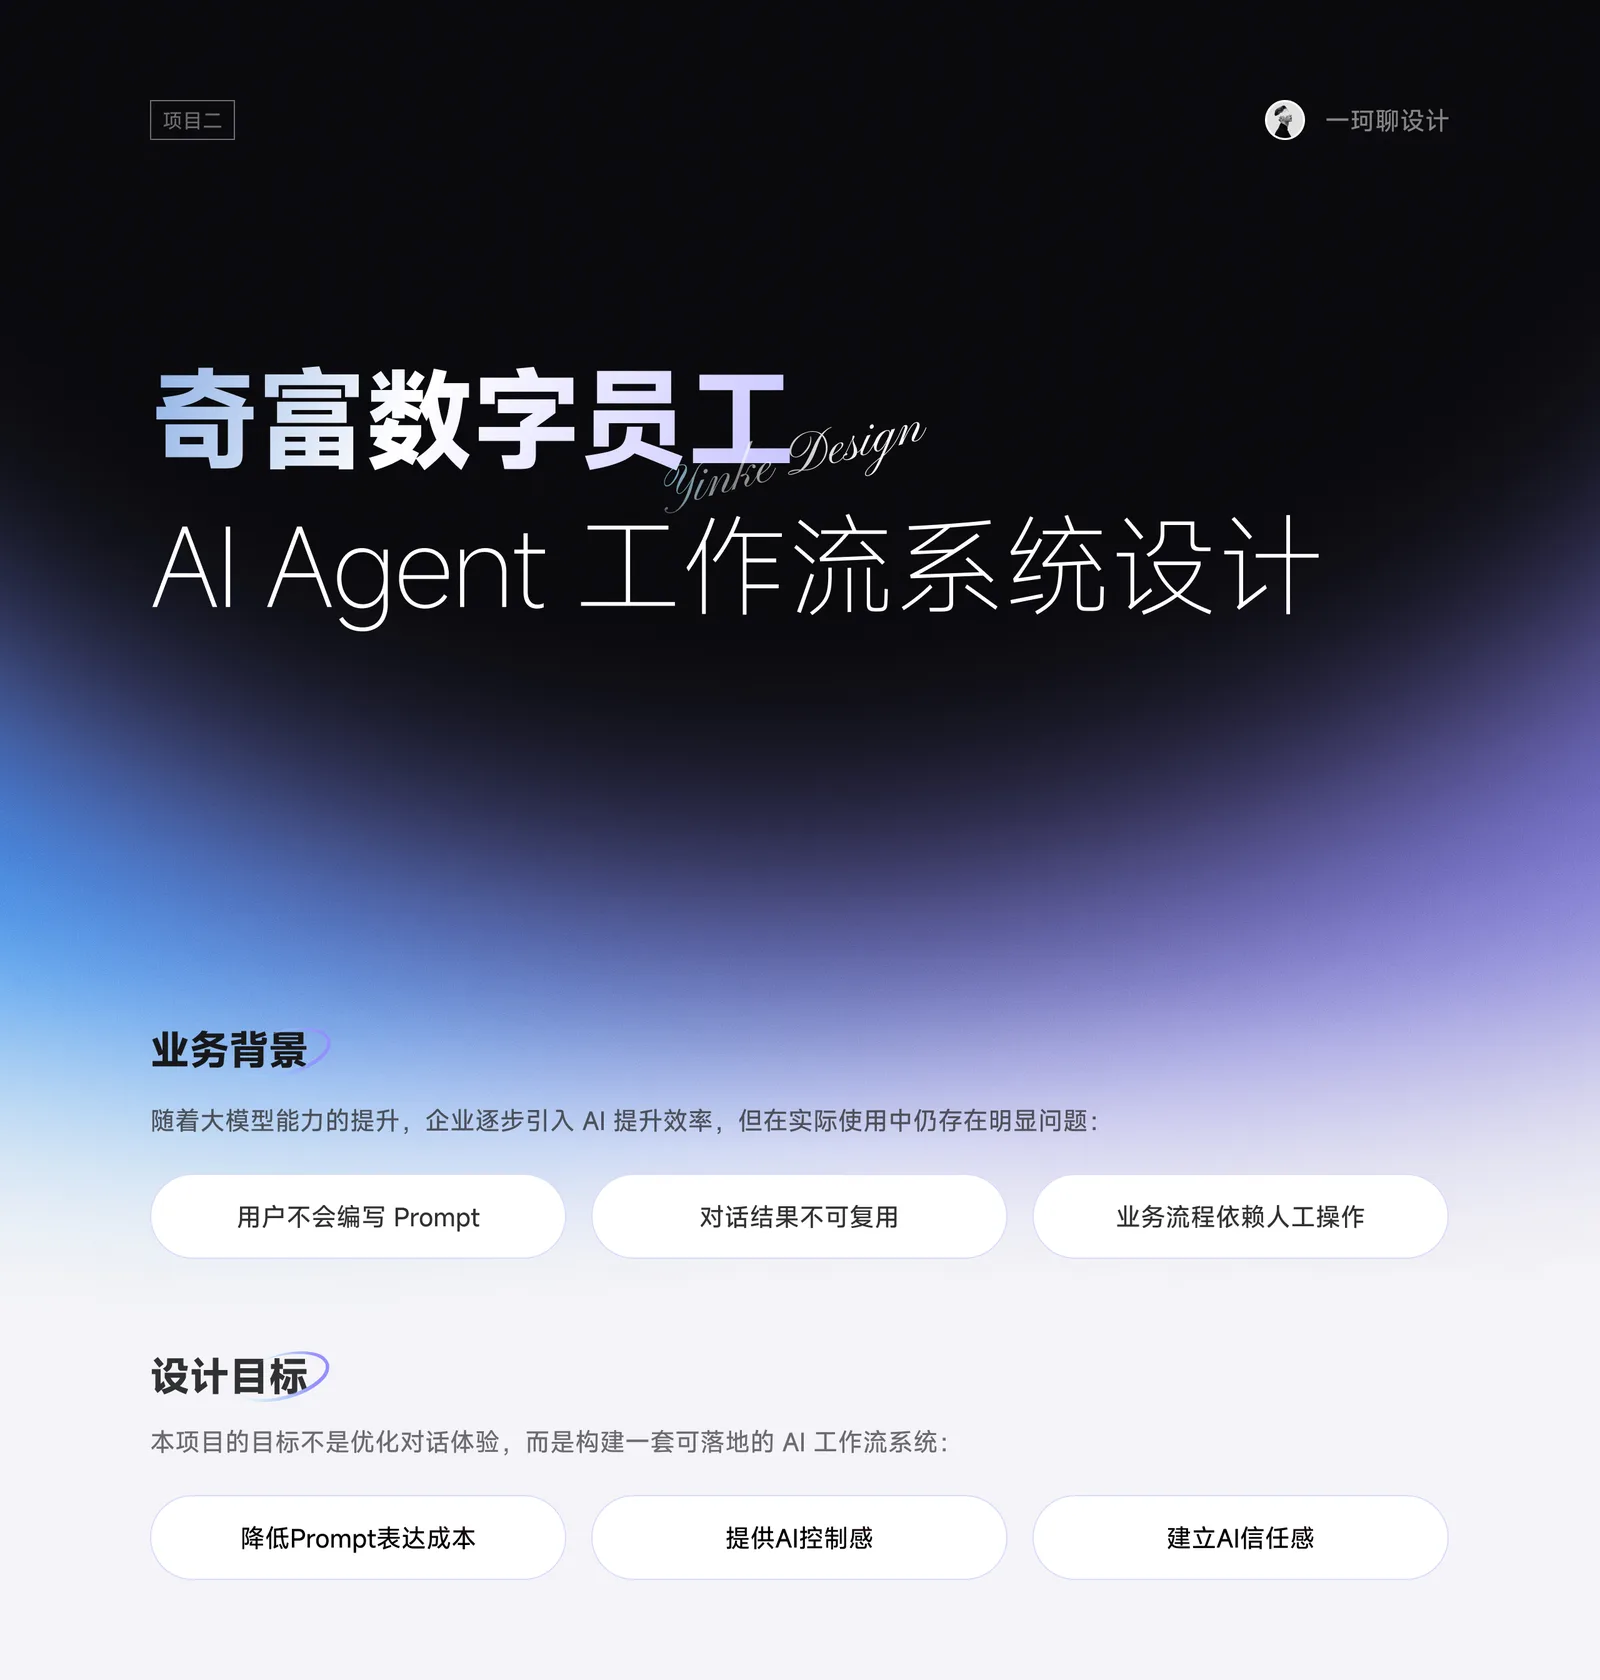 项目二
一珂聊设计
奇富数字员工
Yinke Design
AI Agent 工作流系统设计
业务背景
随着大模型能力的提升，企业逐步引入 AI 提升效率，但在实际使用中仍存在明显问题：
用户不会编写 Prompt
对话结果不可复用
业务流程依赖人工操作
设计目标
本项目的目标不是优化对话体验，而是构建一套可落地的 AI 工作流系统：
降低Prompt表达成本
提供AI控制感
建立AI信任感